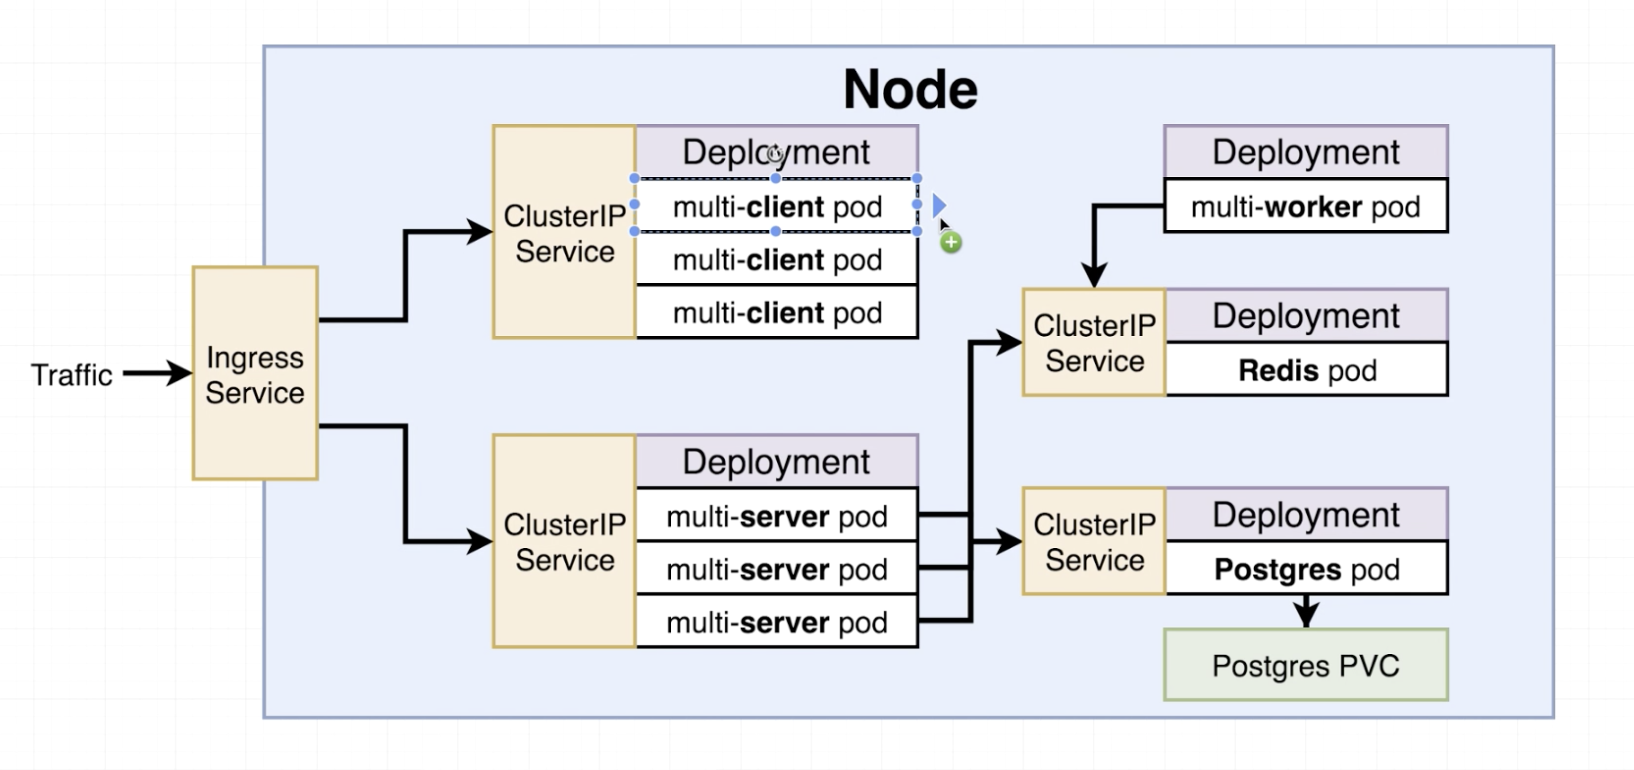 Node
Traffic
Ingress
Service
ClusterIP
Service
Deployment
multi-client pod
multi-client pod
multi-client pod
ClusterIP
Service
Deployment
multi-server pod
multi-server pod
multi-server pod
Deployment
multi-worker pod
ClusterIP
Service
Deployment
Redis pod
ClusterIP
Service
Deployment
Postgres pod
Postgres PVC